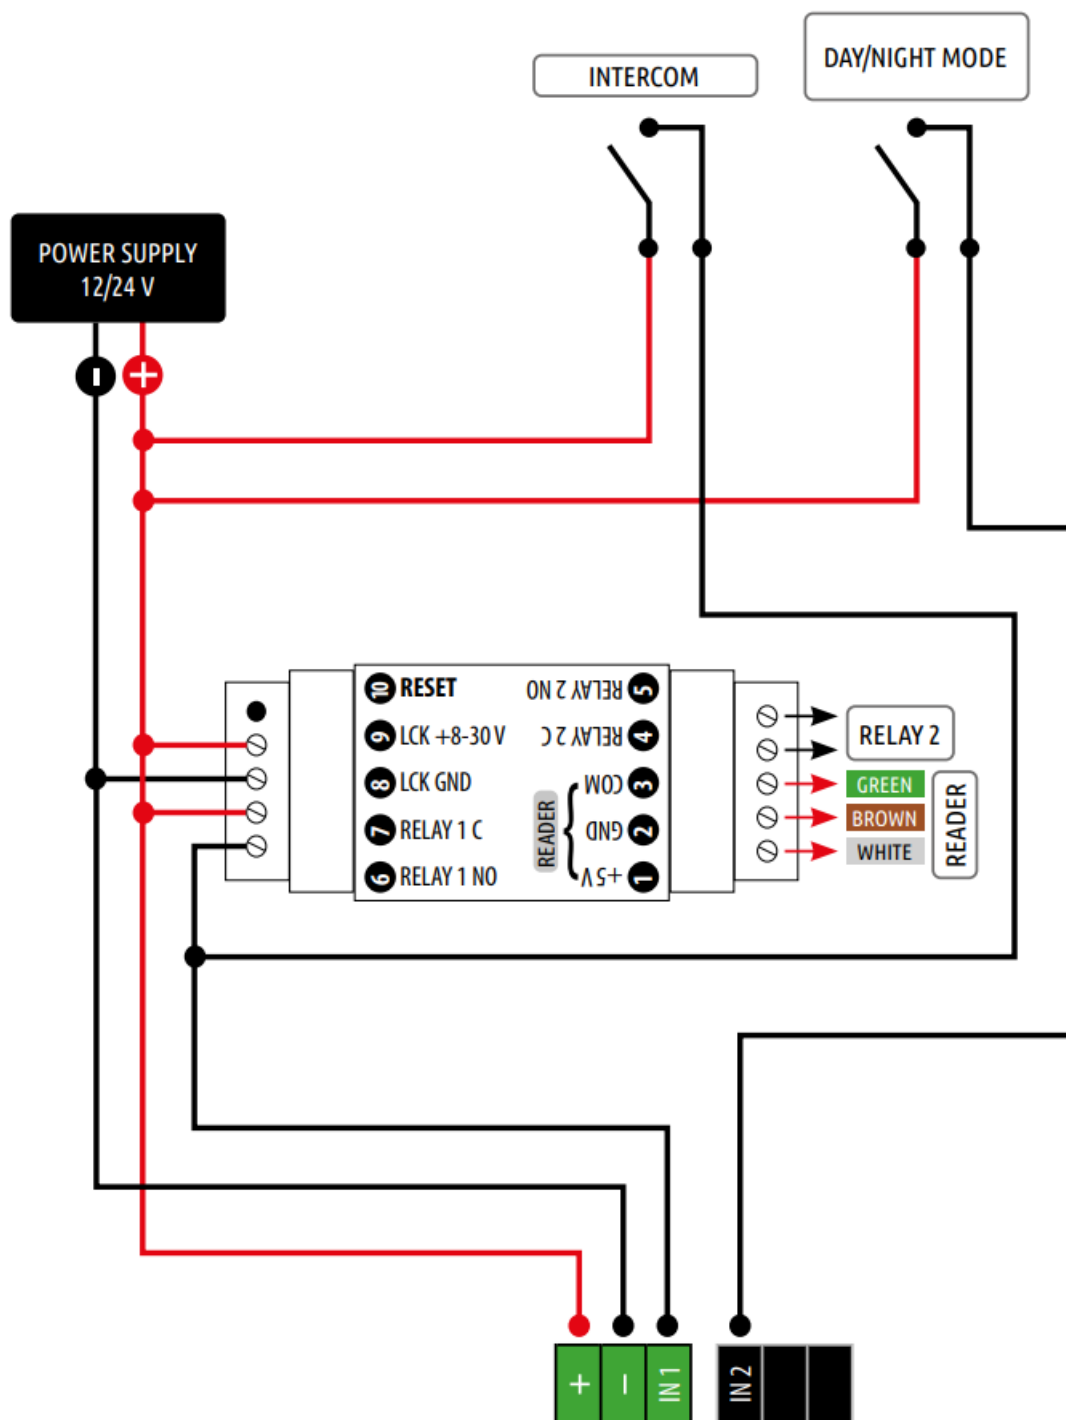 INTERCOM
DAY/NIGHT MODE
POWER SUPPLY
12/24 V
−
+
10 RESET
9 LCK +8-30 V
8 LCK GND
7 RELAY 1 C
6 RELAY 1 NO
RELAY 2 NO 5
RELAY 2 C 4
COM 3
GND 2
+5 V 1
READER
RELAY 2
GREEN
BROWN
WHITE
READER
+
−
IN 1
IN 2